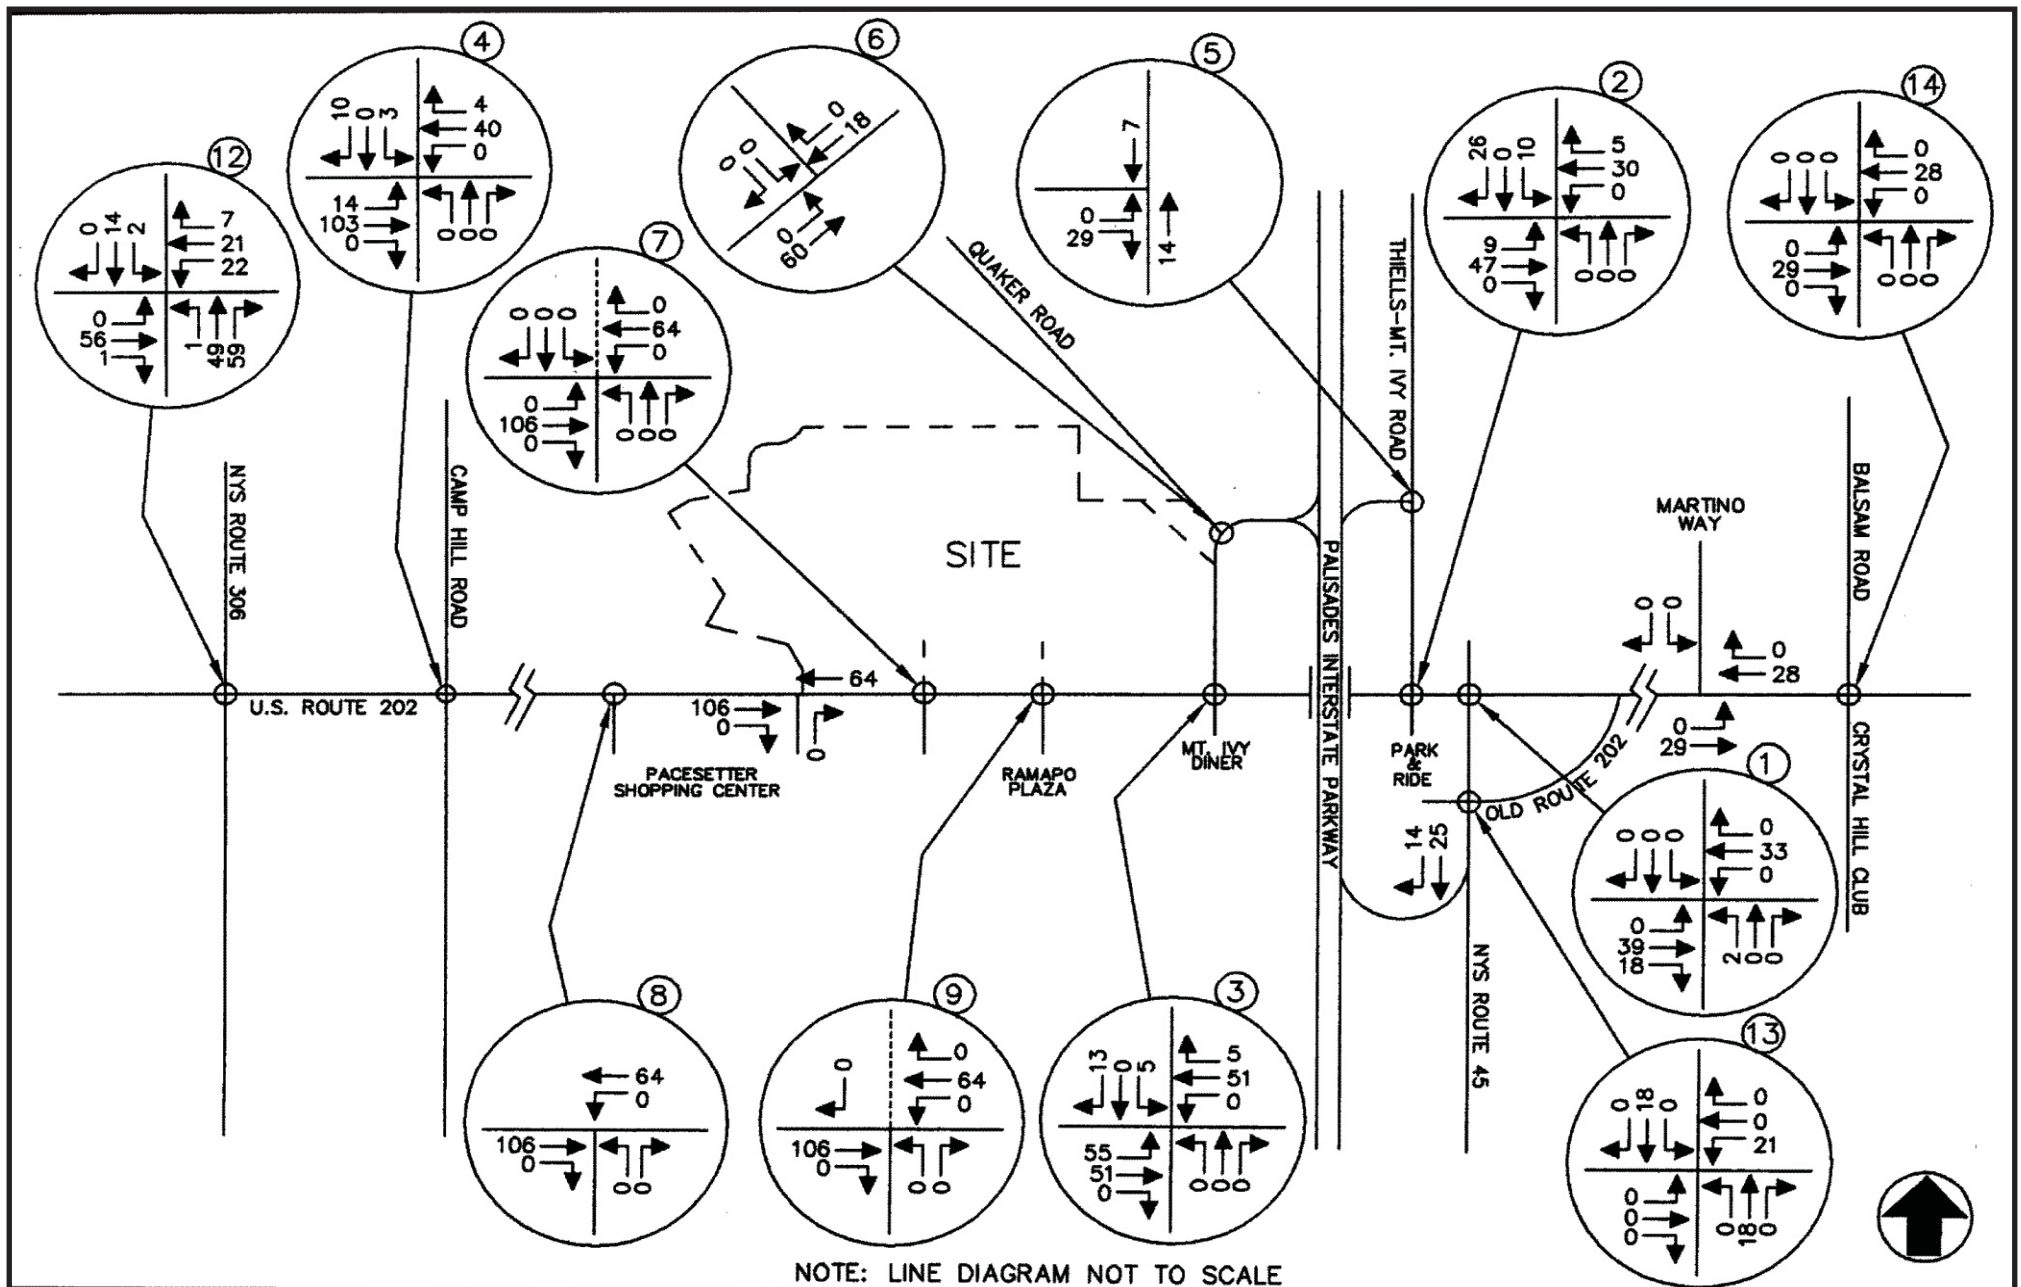 4
10 0 3
4
40
0
14
103
0
0 0 0
6
0
18
0
0
0
60
5
7
0
29
14
2
26 0 10
5
30
0
9
47
0
0 0 0
14
0 0 0
0
28
0
0
29
0
0 0 0
12
0 14 2
7
21
22
0
56
1
1 49 59
7
0 0 0
0
64
0
0
106
0
0 0 0
QUAKER ROAD
THIELLS-MT. IVY ROAD
NYS ROUTE 306
CAMP HILL ROAD
SITE
PALISADES INTERSTATE PARKWAY
MARTINO
WAY
BALSAM ROAD
0 0
0
28
64
U.S. ROUTE 202
106
0
0
PACESETTER
SHOPPING CENTER
RAMAPO
PLAZA
MT. IVY
DINER
PARK
&
RIDE
0
29
OLD ROUTE 202
CRYSTAL HILL CLUB
14 25
NYS ROUTE 45
1
0 0 0
0
33
0
0
39
18
2 0 0
8
64
0
106
0
0 0
9
0
0
64
0
106
0
0 0
3
13 0 5
5
51
0
55
51
0
0 0 0
13
0 18 0
0
0
21
0
0
0
0 18 0
NOTE: LINE DIAGRAM NOT TO SCALE